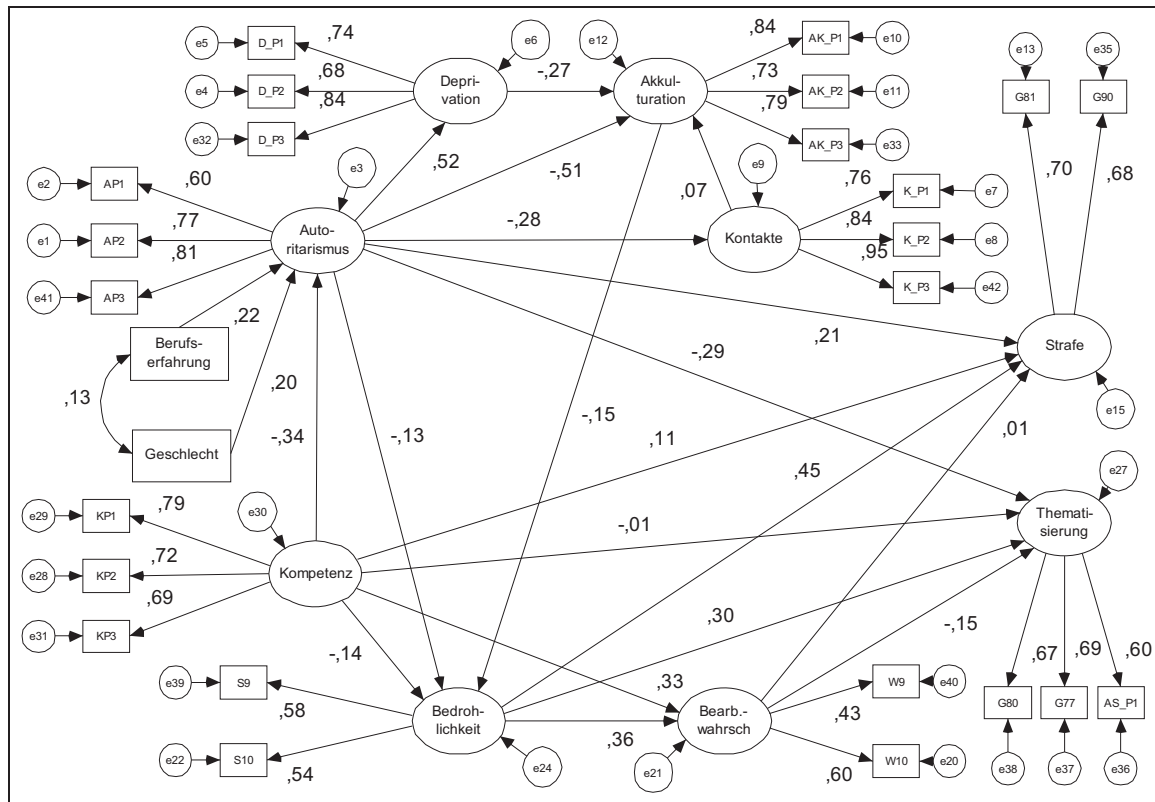 e5 D_P1 ,74
e6
e12
,84 AK_P1 e10
e13
e35
e4 D_P2 ,68
Depri-
vation
-,27
Akkul-
turation
,73 AK_P2 e11
G81
G90
e32 D_P3 ,84
,79 AK_P3 e33
e3
,52
-,51
e9
,70
,68
e2 AP1 ,60
,07
,76 K_P1 e7
e1 AP2 ,77
Auto-
ritarismus
-,28
Kontakte
,84 K_P2 e8
e41 AP3 ,81
,95 K_P3 e42
,22
Berufs-
erfahrung
,21
Strafe
-,29
,13
,20
e15
-,34
-,13
-,15
,11
,01
Geschlecht
,45
e27
e29 KP1 ,79
e30
-,01
Themati-
sierung
e28 KP2 ,72
Kompetenz
e31 KP3 ,69
,30
-,15
-,14
,67
,69
,60
e39 S9 ,58
,33
W9 e40
Bedroh-
lichkeit
Bearb.-
wahrsch
,43
G80
G77
AS_P1
e22 S10 ,54
e24
,36
e21
,60
W10 e20
e38
e37
e36